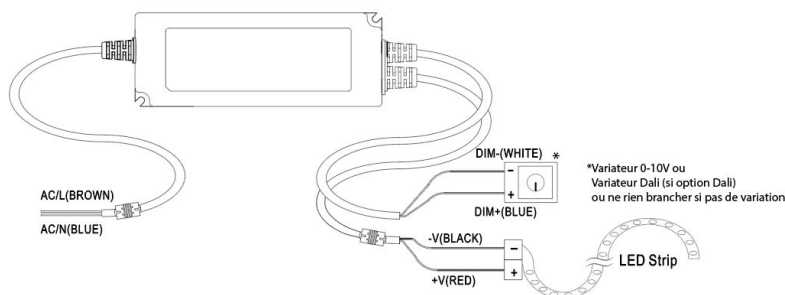 DIM-(WHITE)
*
-
+
DIM+(BLUE)
*Variateur 0-10V ou
Variateur Dali (si option Dali)
ou ne rien brancher si pas de variation
AC/L(BROWN)
AC/N(BLUE)
-V(BLACK)
-
+
+V(RED)
LED Strip